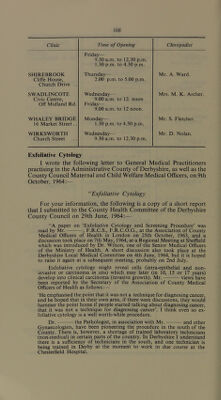 108
Clinic Time of Opening Chiropodist
Friday—
9.30 a.m. to 12.30 p.m.
1.30 p.m. to 4.30 p.m.
SHIREBROOK Thursday— Mr. A. Ward.
Cliffe House, 2.00 p.m. to 5.00 p.m.
Church Drive
SWADLINCOTE Wednesday— Mrs. M. K. Archer.
Civic Centre, 9.00 a.m. to 12 noon
Off Midland Rd. Friday—
9.00 a.m. to 12 noon.
WHALEY BRIDGE Monday— Mr. S. Fletcher.
Market Street 1.30 p.m. to 4.30 p.m.
WIRKSWORTH Wednesday— Mr. D. Nolan.
Church Street 9.30 a.m. to 12.30 p.m.
Exfoliative Cytology
I wrote the following letter to General Medical Practitioners
practising in the Administrative County of Derbyshire, as well as the
County Council Maternal and Child Welfare Medical Officers, on 9th
October, 1964:—
"Exfoliative Cytology
For your information, the following is a copy of a short report
that I submitted to the County Health Committee of the Derbyshire
County Council on 29th June, 1964:—
"A paper on 'Exfoliative Cytology and Screening Procedure' was
read by Mr. F.R.C.S., F.R.C.O.G., at the Association of County
Medical Officers of Health in London on and a
discussion took place on 7th May, 1964, at a Regional Meeting at Sheffield
which was introduced by Dr. Wilson, one of the Senior Medical Officers
of the Ministry of Health. A short discussion also took place at the
Derbyshire Local Medical Committee on 4th June, 1964, but it is hoped
to raise it again at a subsequent meeting, probably on 2nd July.
Exfoliative cytology might reveal cells (intra-epithelial and non-
invasive or carcinoma in situ) which may later (in 15 or 17 years)
develop into clinical carcinoma (invasive growth). Mr. views have
been reported by the Secretary of the Association of County Medical
Officers of Health as follows:—
'He emphasised the point that it was not a technique for diagnosing cancer,
and he hoped that in their own area, if there were discussions, they would
hammer the point home if people started talking about diagnosing cancer
that it was not a technique for diagnosing cancer'. I think even so ex-
foliative cytology is a well worth-while procedure.
Dr. the Pathologist, in association with Mr. and other
Gynaecologists, have been pioneering the procedure in the south of the
County. There is, however, a shortage of trained laboratory technicians
(non-medical) in certain parts of the country. In Derbyshire I understand
there is a sufficiency of technicians in the south, and one technician is
being trained in Derby at the moment to work in due course at the
Chesterfield Hospital.